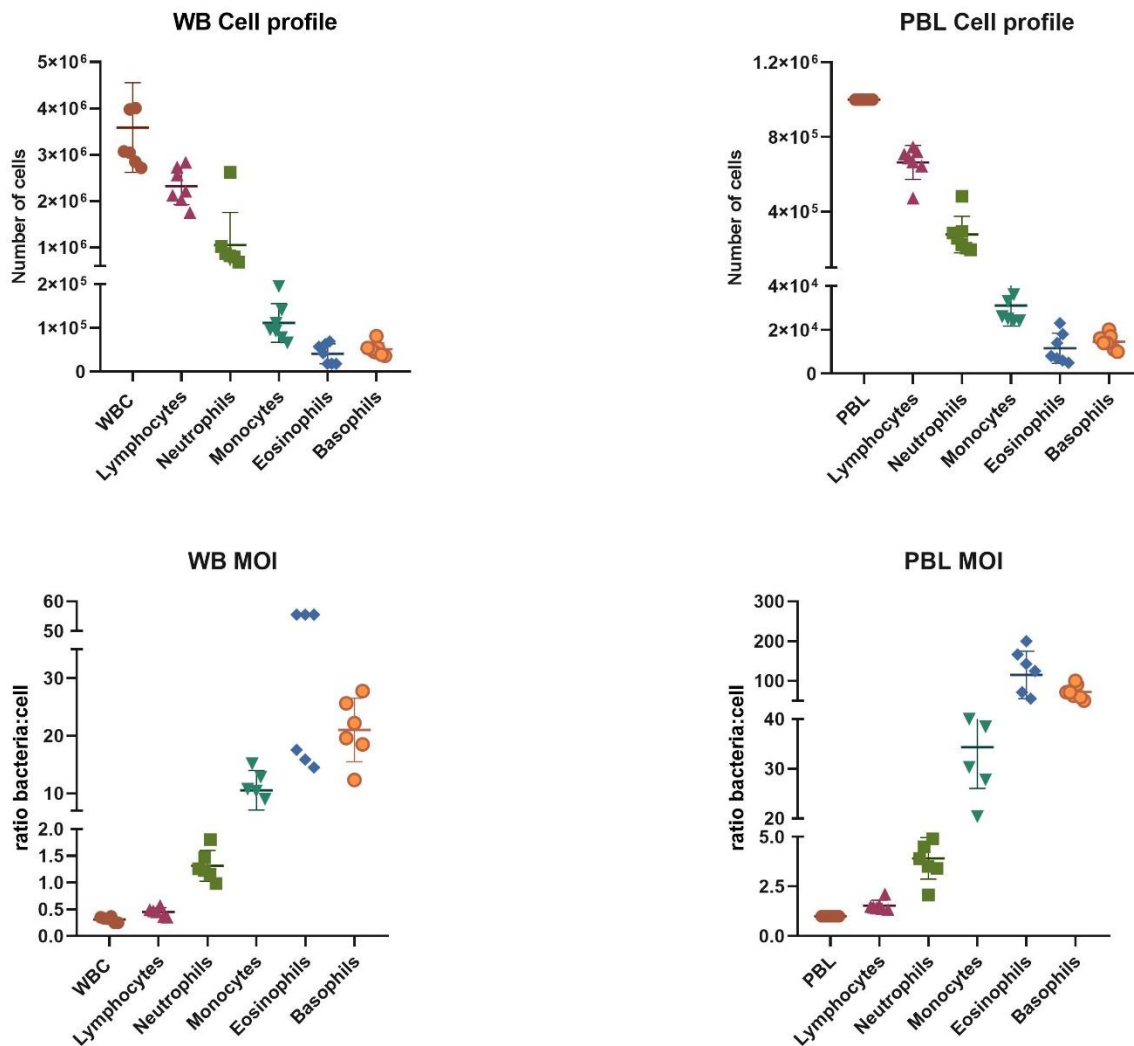 WB Cell profile
Number of cells
5×10⁶
4×10⁶
3×10⁶
2×10⁶
1×10⁶
2×10⁵
1×10⁵
0
WBC
Lymphocytes
Neutrophils
Monocytes
Eosinophils
Basophils
PBL Cell profile
Number of cells
1.2×10⁶
8×10⁵
4×10⁵
4×10⁴
2×10⁴
0
PBL
Lymphocytes
Neutrophils
Monocytes
Eosinophils
Basophils
WB MOI
ratio bacteria:cell
60
50
30
20
10
2.0
1.5
1.0
0.5
0.0
WBC
Lymphocytes
Neutrophils
Monocytes
Eosinophils
Basophils
PBL MOI
ratio bacteria:cell
300
200
100
40
30
20
5.0
2.5
0.0
PBL
Lymphocytes
Neutrophils
Monocytes
Eosinophils
Basophils